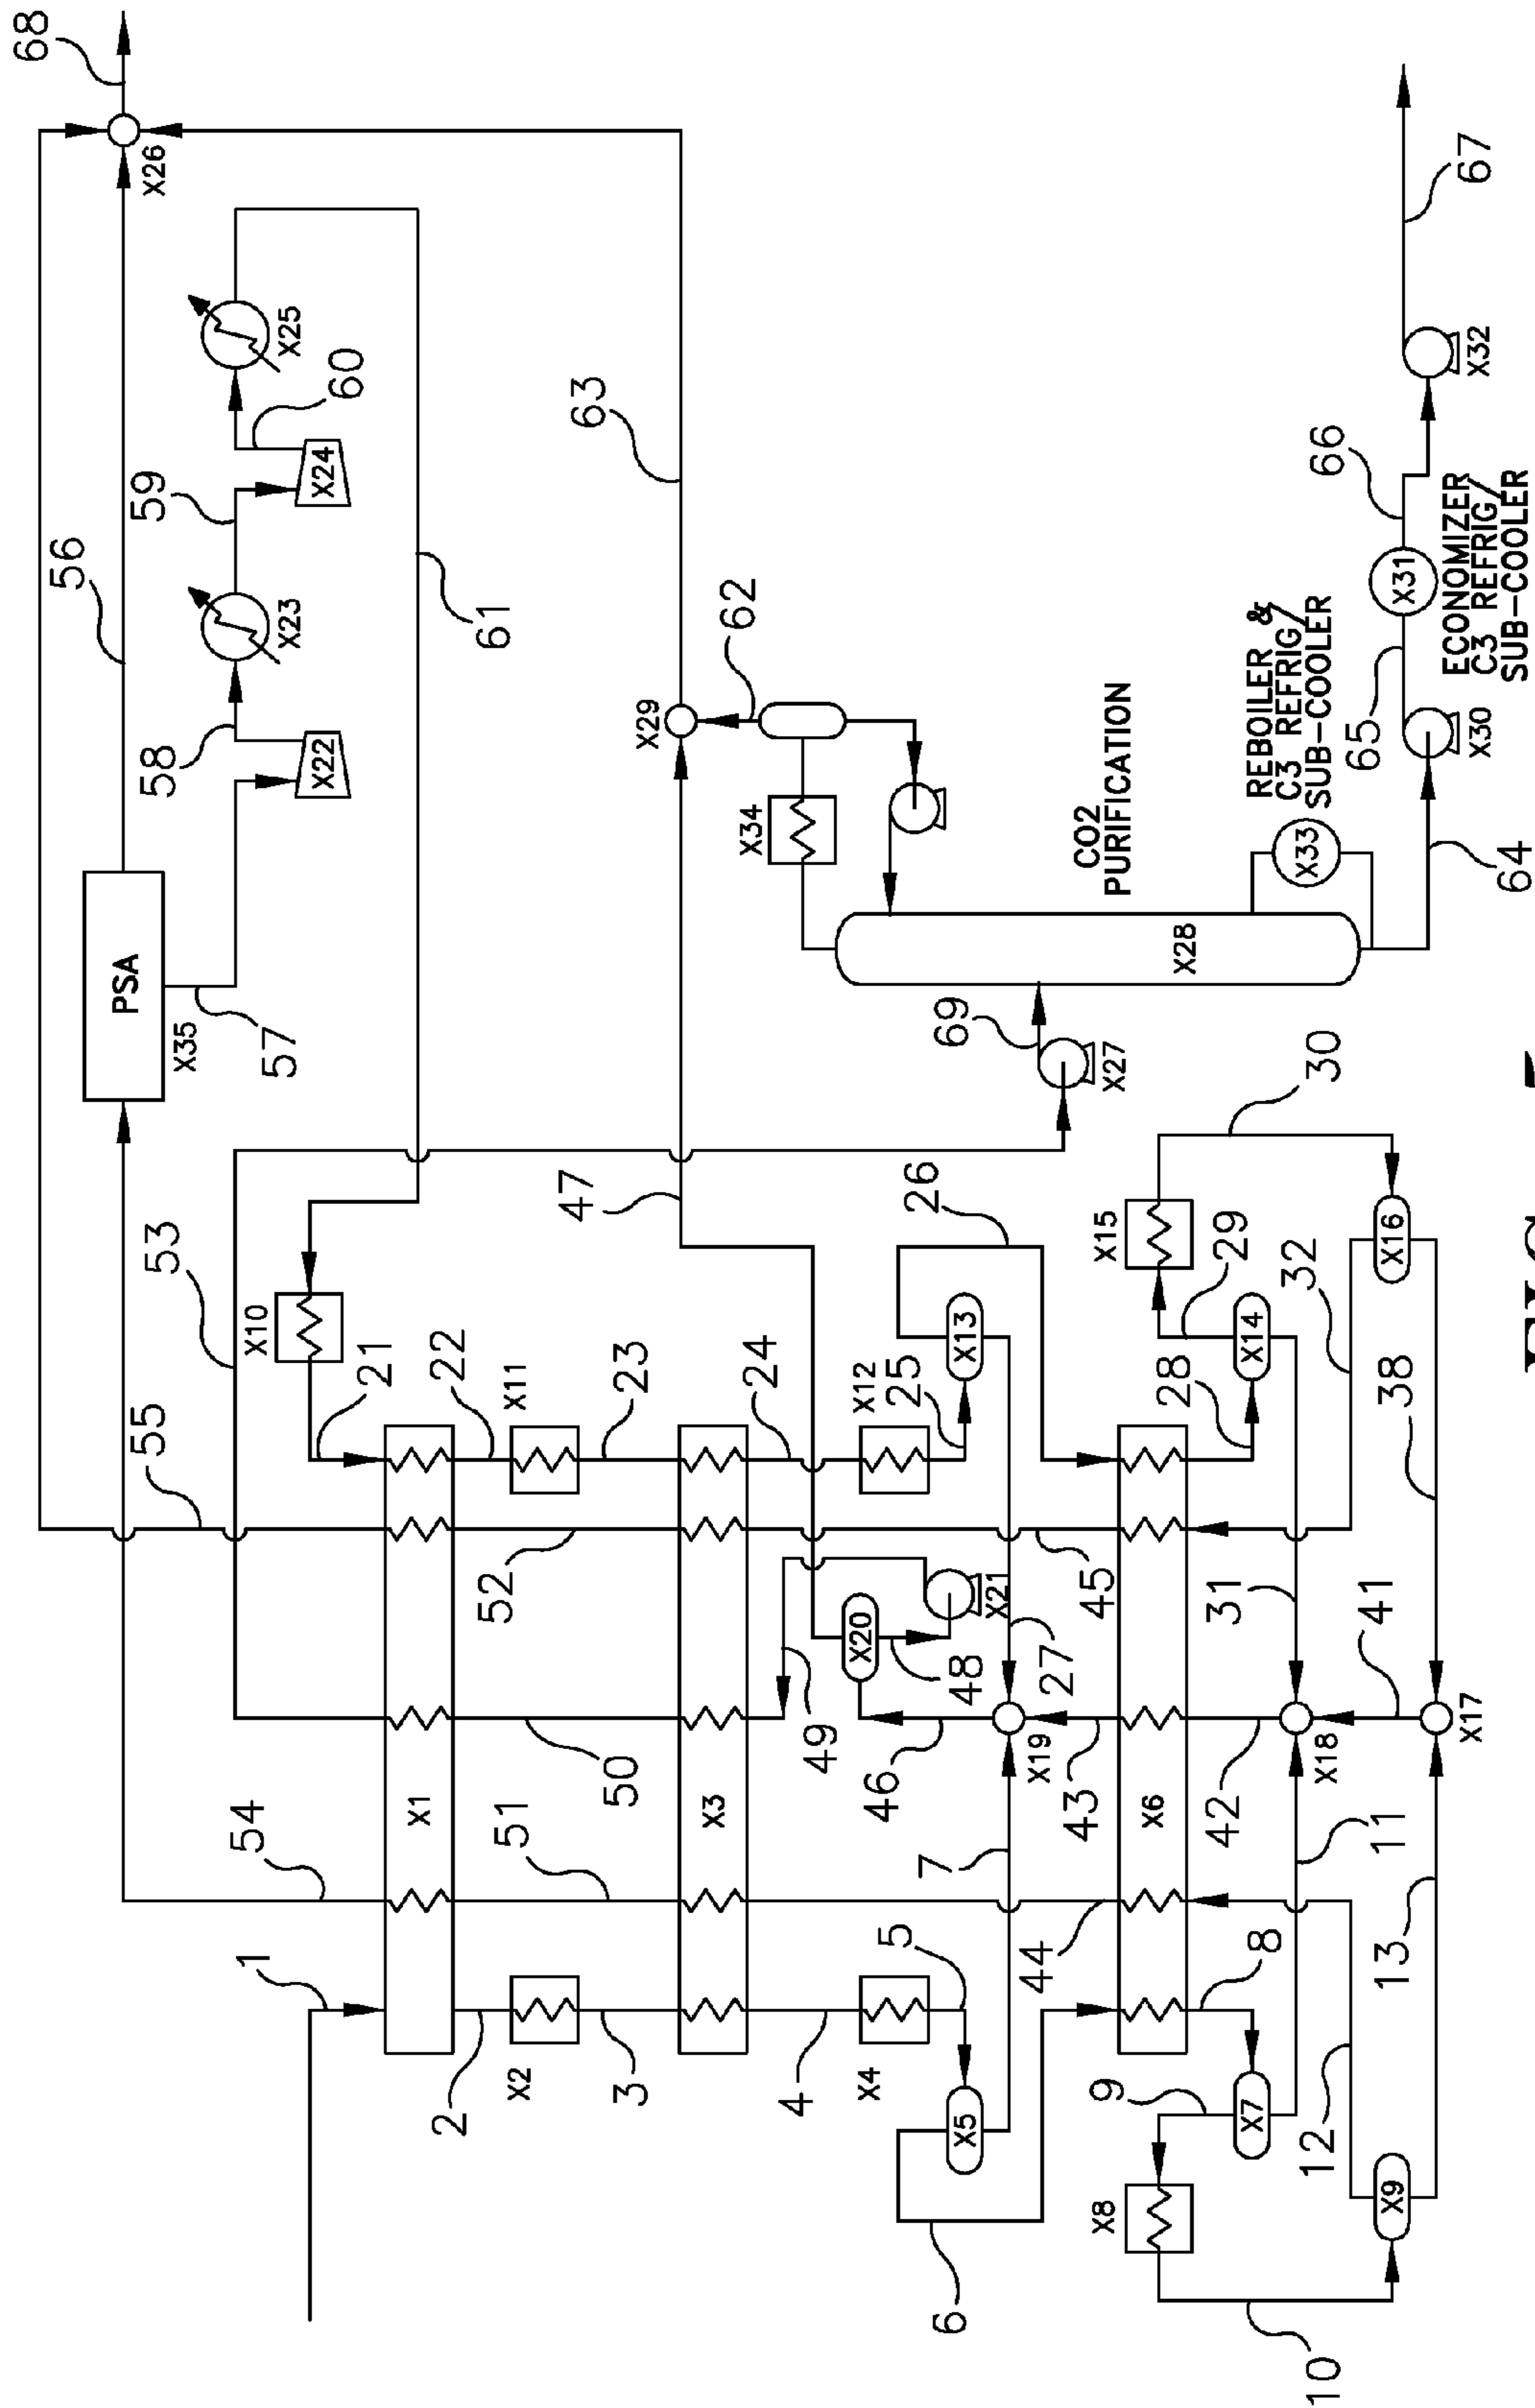 68
X26
56
PSA
X35
57
58
X22
X23
59
X24
60
X25
61
63
X29
62
X34
CO2
PURIFICATION
X28
REBOILER &
C3 REFRIG/
SUB-COOLER
X33
64
65
X30
X31
ECONOMIZER/
C3 REFRIG/
SUB-COOLER
66
X32
67
69
X27
53
47
55
54
1
X10
21
X1
22
2
X2
X11
3
23
50
51
52
X3
24
4
X4
X12
25
5
X5
6
7
X13
26
49
X20
X21
48
46
27
X19
43
44
45
X6
8
28
X7
9
X8
10
X14
29
X15
30
X16
32
31
11
42
X18
41
12
X9
13
38
X17